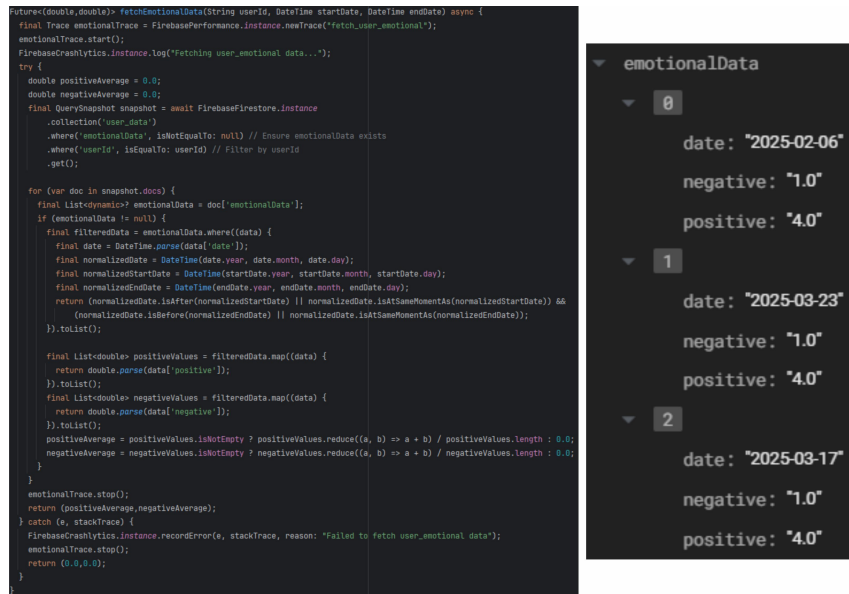 Future<(double,double)> fetchEmotionalData(String userId, DateTime startDate, DateTime endDate) async {
final Trace emotionalTrace = FirebasePerformance.instance.newTrace("fetch_user_emotional");
emotionalTrace.start();
FirebaseCrashlytics.instance.log("Fetching user_emotional data...");
try {
double positiveAverage = 0.0;
double negativeAverage = 0.0;
final QuerySnapshot snapshot = await FirebaseFirestore.instance
.collection('user_data')
.where('emotionalData', isNotEqualTo: null) // Ensure emotionalData exists
.where('userId', isEqualTo: userId) // Filter by userId
.get();
for (var doc in snapshot.docs) {
final List<dynamic>? emotionalData = doc['emotionalData'];
if (emotionalData != null) {
final filteredData = emotionalData.where((data) {
final date = DateTime.parse(data['date']);
final normalizedDate = DateTime(date.year, date.month, date.day);
final normalizedStartDate = DateTime(startDate.year, startDate.month, startDate.day);
final normalizedEndDate = DateTime(endDate.year, endDate.month, endDate.day);
return (normalizedDate.isAfter(normalizedStartDate) || normalizedDate.isAtSameMomentAs(normalizedStartDate)) &&
(normalizedDate.isBefore(normalizedEndDate) || normalizedDate.isAtSameMomentAs(normalizedEndDate));
}).toList();
final List<double> positiveValues = filteredData.map((data) {
return double.parse(data['positive']);
}).toList();
final List<double> negativeValues = filteredData.map((data) {
return double.parse(data['negative']);
}).toList();
positiveAverage = positiveValues.isNotEmpty ? positiveValues.reduce((a, b) => a + b) / positiveValues.length : 0.0;
negativeAverage = negativeValues.isNotEmpty ? negativeValues.reduce((a, b) => a + b) / negativeValues.length : 0.0;
}
}
emotionalTrace.stop();
return (positiveAverage,negativeAverage);
} catch (e, stackTrace) {
FirebaseCrashlytics.instance.recordError(e, stackTrace, reason: "Failed to fetch user_emotional data");
emotionalTrace.stop();
return (0.0,0.0);
}
}
emotionalData
0
date: "2025-02-06"
negative: "1.0"
positive: "4.0"
1
date: "2025-03-23"
negative: "1.0"
positive: "4.0"
2
date: "2025-03-17"
negative: "1.0"
positive: "4.0"